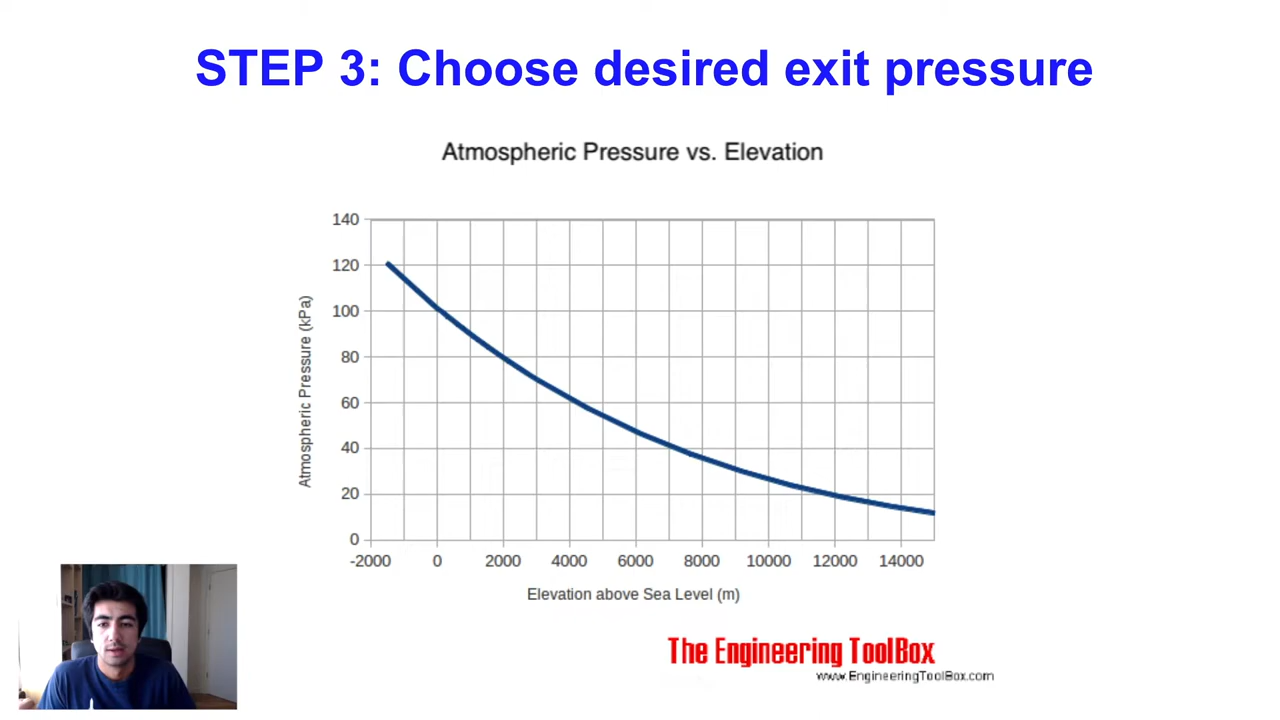 STEP 3: Choose desired exit pressure
Atmospheric Pressure vs. Elevation
140
120
100
80
60
40
20
0
Atmospheric Pressure (kPa)
-2000 0 2000 4000 6000 8000 10000 12000 14000
Elevation above Sea Level (m)
The Engineering ToolBox
www.EngineeringToolBox.com